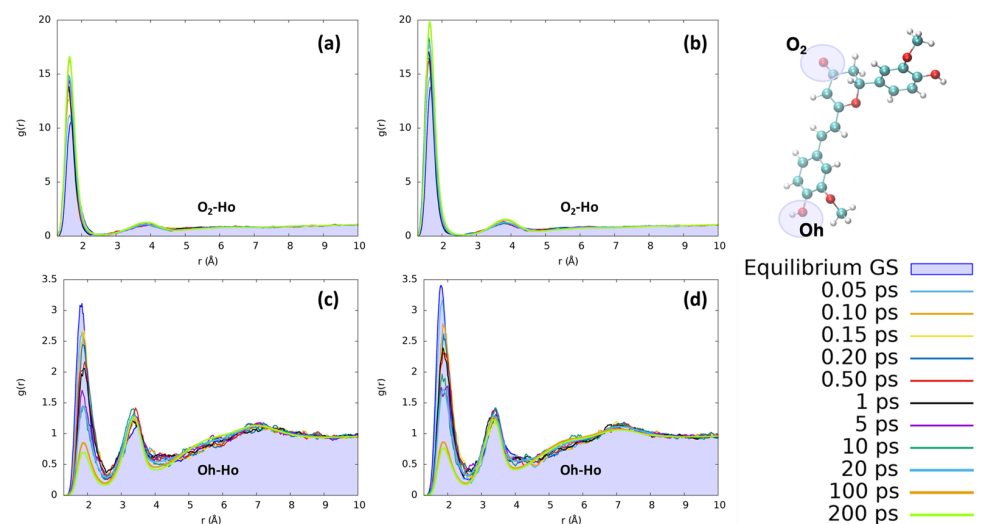 20
15
10
5
0
g(r)
(a)
O₂-Ho
2 3 4 5 6 7 8 9 10
r (Å)
20
15
10
5
0
g(r)
(b)
O₂-Ho
2 3 4 5 6 7 8 9 10
r (Å)
O₂
Oh
3.5
3
2.5
2
1.5
1
0.5
0
g(r)
(c)
Oh-Ho
2 3 4 5 6 7 8 9 10
r (Å)
3.5
3
2.5
2
1.5
1
0.5
0
g(r)
(d)
Oh-Ho
2 3 4 5 6 7 8 9 10
r (Å)
Equilibrium GS
0.05 ps
0.10 ps
0.15 ps
0.20 ps
0.50 ps
1 ps
5 ps
10 ps
20 ps
100 ps
200 ps